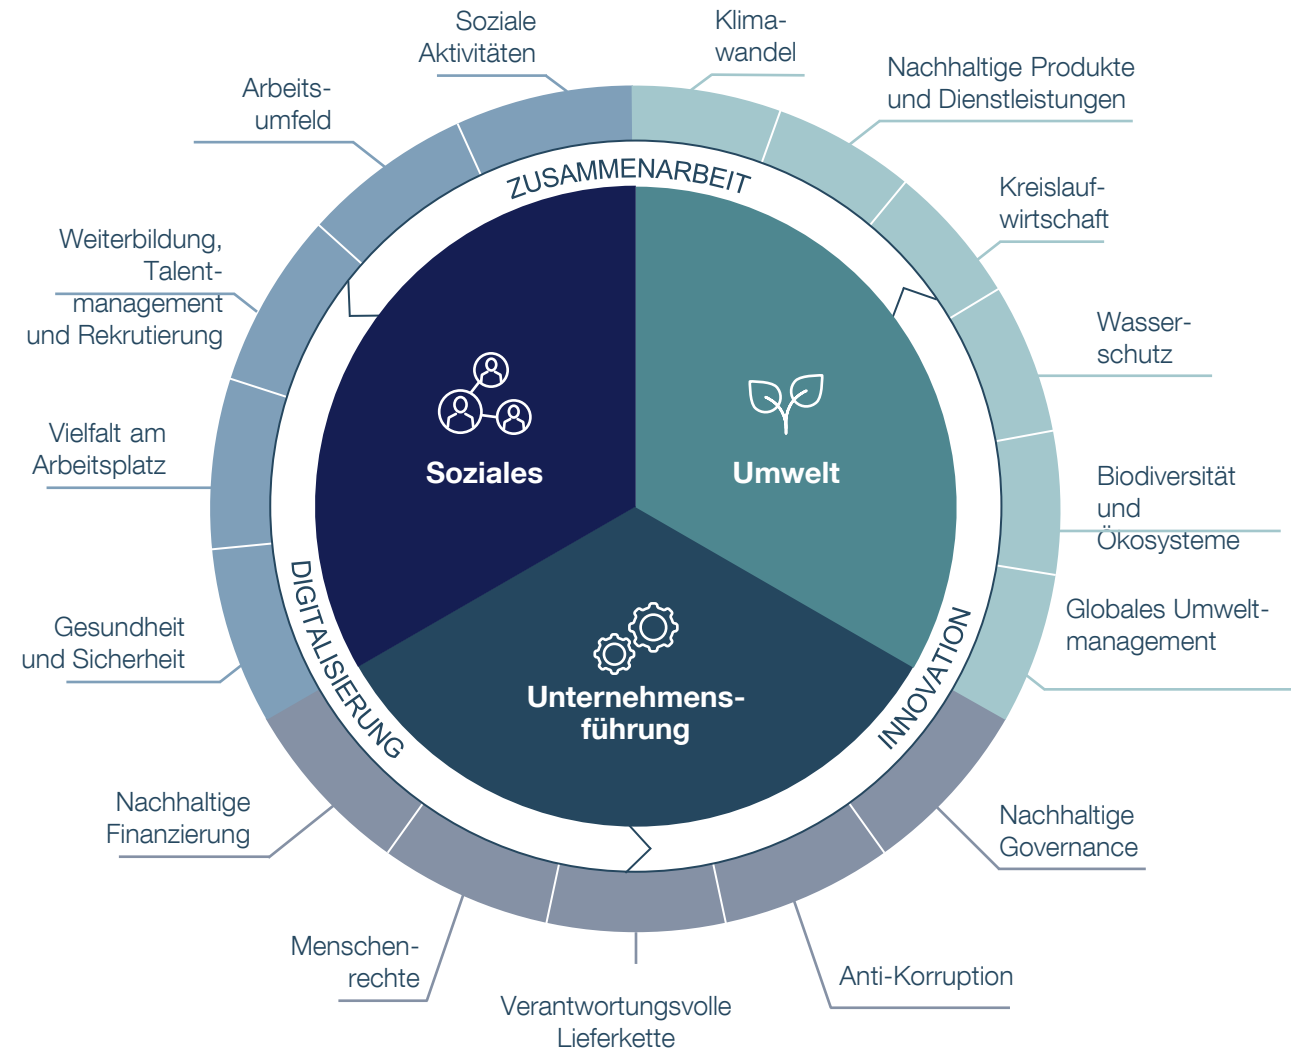 Soziale
Aktivitäten
Klima-
wandel
Nachhaltige Produkte
und Dienstleistungen
Arbeits-
umfeld
Kreislauf-
wirtschaft
Weiterbildung,
Talent-
management
und Rekrutierung
Wasser-
schutz
Vielfalt am
Arbeitsplatz
Biodiversität
und
Ökosysteme
Gesundheit
und Sicherheit
Globales Umwelt-
management
Nachhaltige
Finanzierung
Nachhaltige
Governance
Menschen-
rechte
Verantwortungsvolle
Lieferkette
Anti-Korruption
ZUSAMMENARBEIT
DIGITALISIERUNG
INNOVATION
Soziales
Umwelt
Unternehmens-
führung